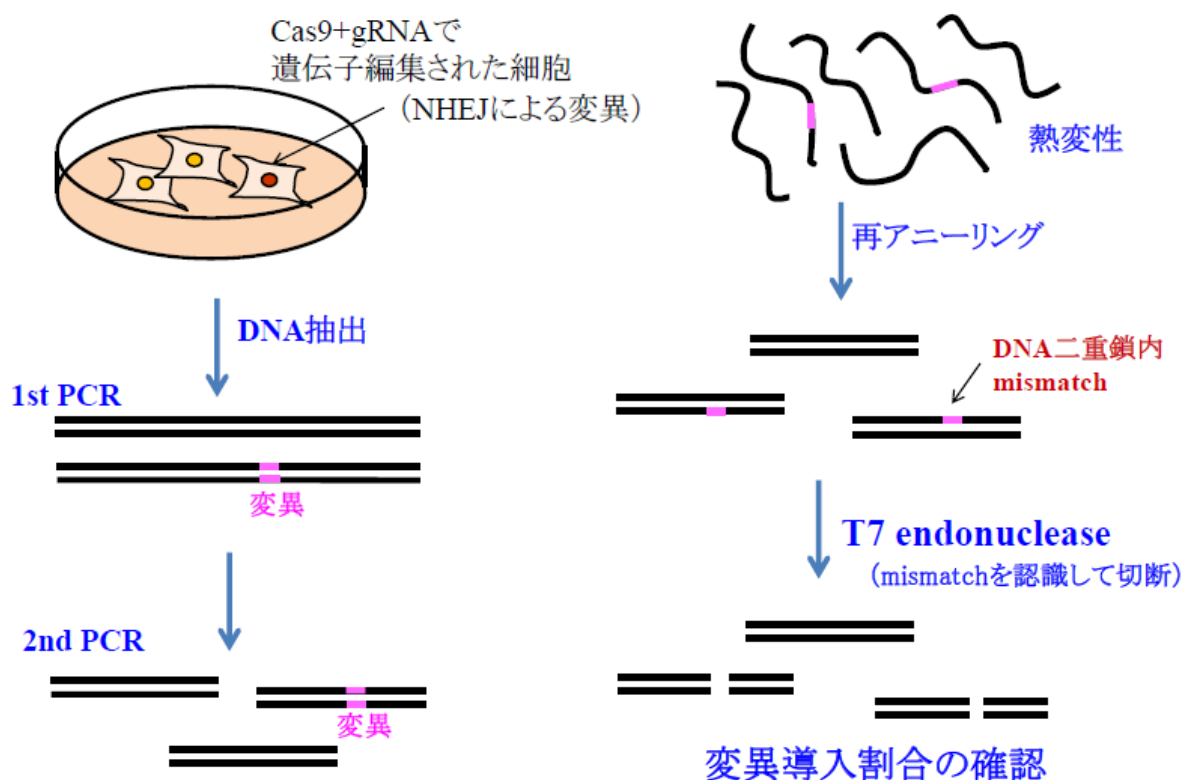 Cas9+gRNAで
遺伝子編集された細胞
（NHEJによる変異）
DNA抽出
1st PCR
変異
2nd PCR
変異
熱変性
再アニーリング
DNA二重鎖内
mismatch
T7 endonuclease
（mismatchを認識して切断）
変異導入割合の確認